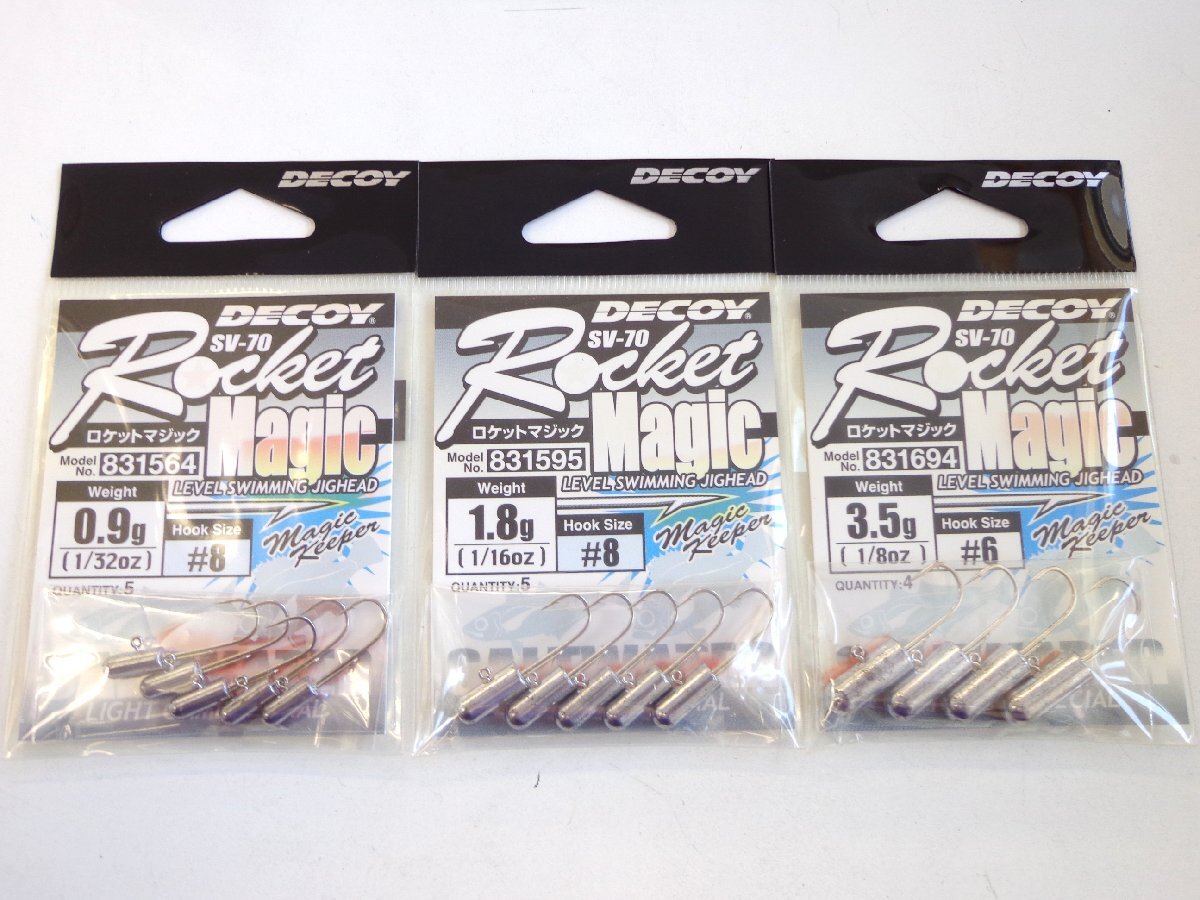 DECOY
DECOY®
SV-70
Rocket
Magic
ロケットマジック
Model No. 831564
LEVEL SWIMMING JIGHEAD
Weight
0.9g
(1/32oz)
Hook Size
#8
Magic Keeper
QUANTITY:5
LIGHT
DECOY
DECOY®
SV-70
Rocket
Magic
ロケットマジック
Model No. 831595
LEVEL SWIMMING JIGHEAD
Weight
1.8g
(1/16oz)
Hook Size
#8
Magic Keeper
QUANTITY:5
DECOY
DECOY®
SV-70
Rocket
Magic
ロケットマジック
Model No. 831694
LEVEL SWIMMING JIGHEAD
Weight
3.5g
(1/8oz)
Hook Size
#6
Magic Keeper
QUANTITY:4